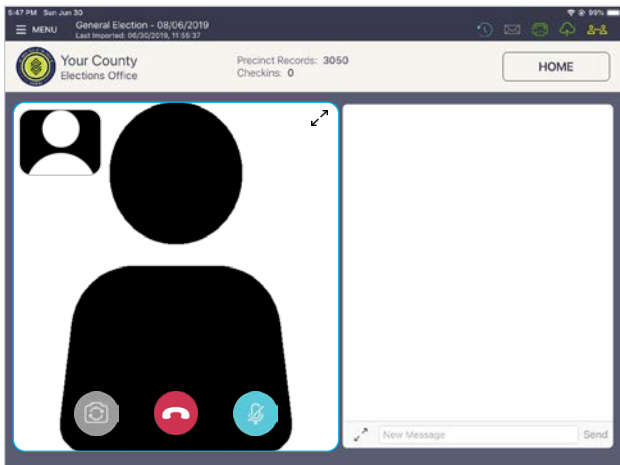 5:47 PM Sun Jun 30
99%
MENU
General Election - 08/06/2019
Last Imported: 06/30/2019, 11:55:37
Your County
Elections Office
Precinct Records: 3050
Checkins: 0
HOME
New Message
Send